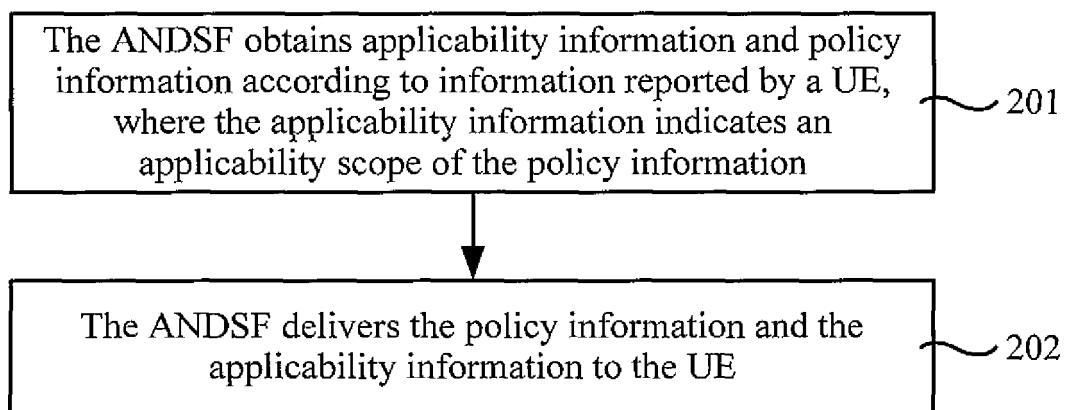 The ANDSF obtains applicability information and policy
information according to information reported by a UE,
where the applicability information indicates an
applicability scope of the policy information
201
The ANDSF delivers the policy information and the
applicability information to the UE
202